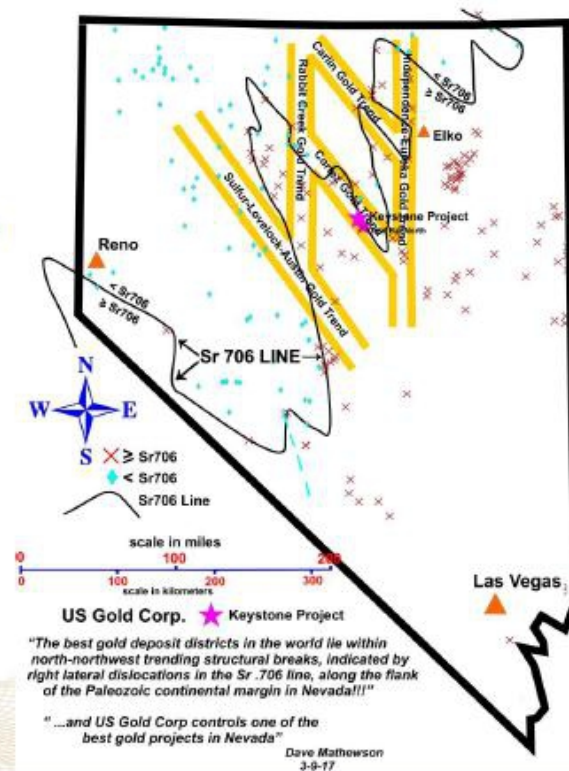 Carlin Gold Trend
Rabbit Creek Gold Trend
Independence-Eureka Gold Trend
< Sr706
≥ Sr706
Elko
Cortez Gold Trend
Keystone Project
Sulfur-Lovelock-Austin Gold Trend
Reno
< Sr706
≥ Sr706
Sr 706 LINE
N
W E
S
≥ Sr706
< Sr706
Sr706 Line
scale in miles
0 100 200
0 100 200 300
scale in kilometers
Las Vegas
US Gold Corp. Keystone Project
"The best gold deposit districts in the world lie within
north-northwest trending structural breaks, indicated by
right lateral dislocations in the Sr .706 line, along the flank
of the Paleozoic continental margin in Nevada!!!"
" ...and US Gold Corp controls one of the
best gold projects in Nevada"
Dave Mathewson
3-9-17